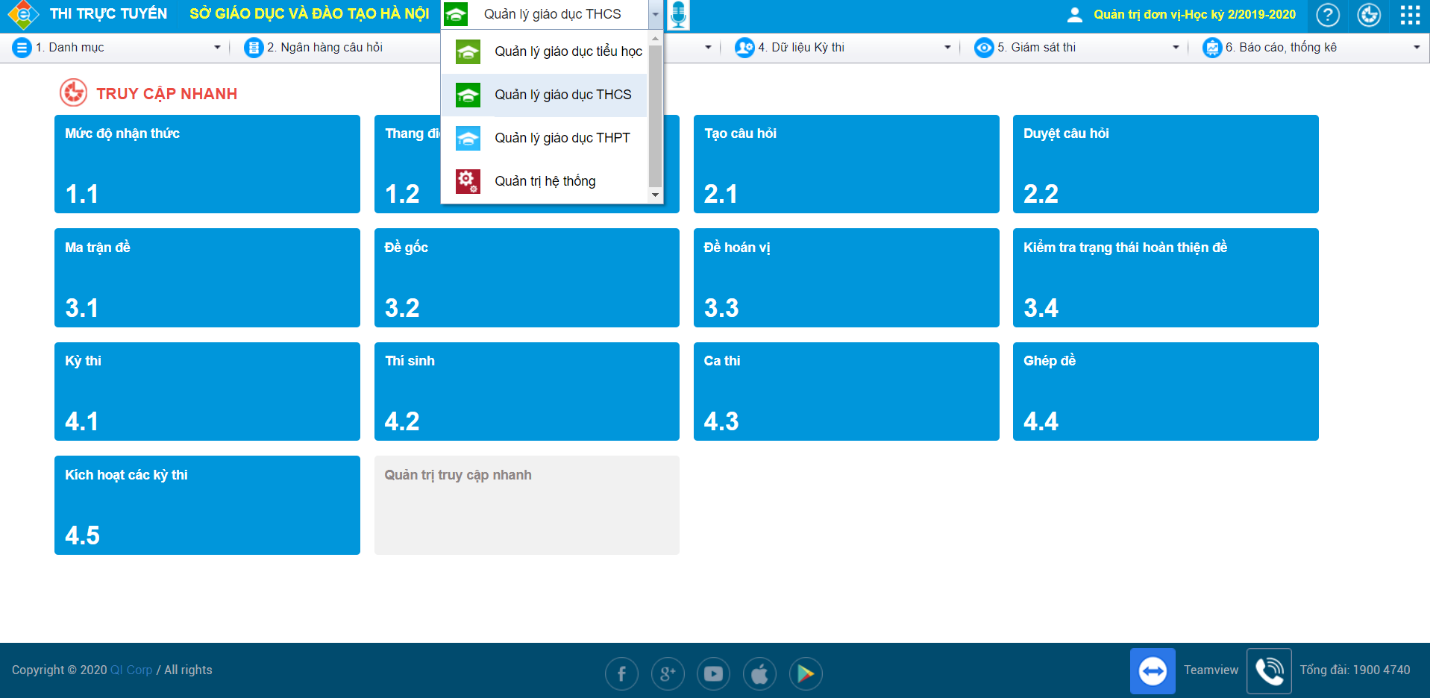 THI TRỰC TUYẾN
SỞ GIÁO DỤC VÀ ĐÀO TẠO HÀ NỘI
Quản lý giáo dục THCS
Quản trị đơn vị-Học kỳ 2/2019-2020
?
1. Danh mục
2. Ngân hàng câu hỏi
4. Dữ liệu Kỳ thi
5. Giám sát thi
6. Báo cáo, thống kê
Quản lý giáo dục tiểu học
Quản lý giáo dục THCS
Quản lý giáo dục THPT
Quản trị hệ thống
TRUY CẬP NHANH
Mức độ nhận thức
1.1
Thang đi
1.2
Tạo câu hỏi
2.1
Duyệt câu hỏi
2.2
Ma trận đề
3.1
Đề gốc
3.2
Đề hoán vị
3.3
Kiểm tra trạng thái hoàn thiện đề
3.4
Kỳ thi
4.1
Thí sinh
4.2
Ca thi
4.3
Ghép đề
4.4
Kích hoạt các kỳ thi
4.5
Quản trị truy cập nhanh
Copyright © 2020 QI Corp / All rights
Teamview
Tổng đài: 1900 4740